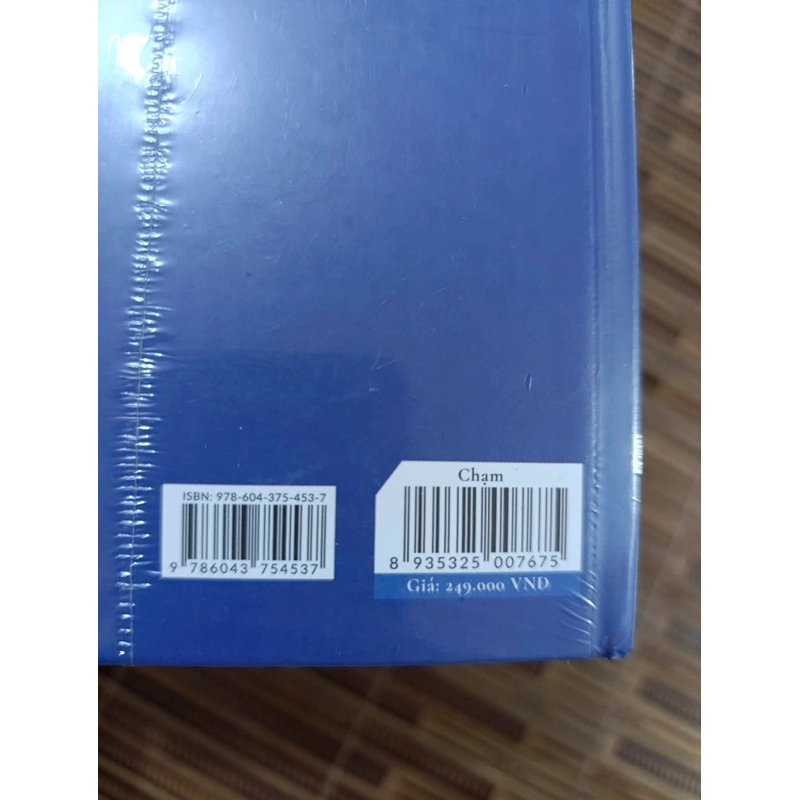 ISBN: 978-604-375-453-7
9 786043 754537
Chạm
8 935325 007675
Giá: 249.000 VNĐ